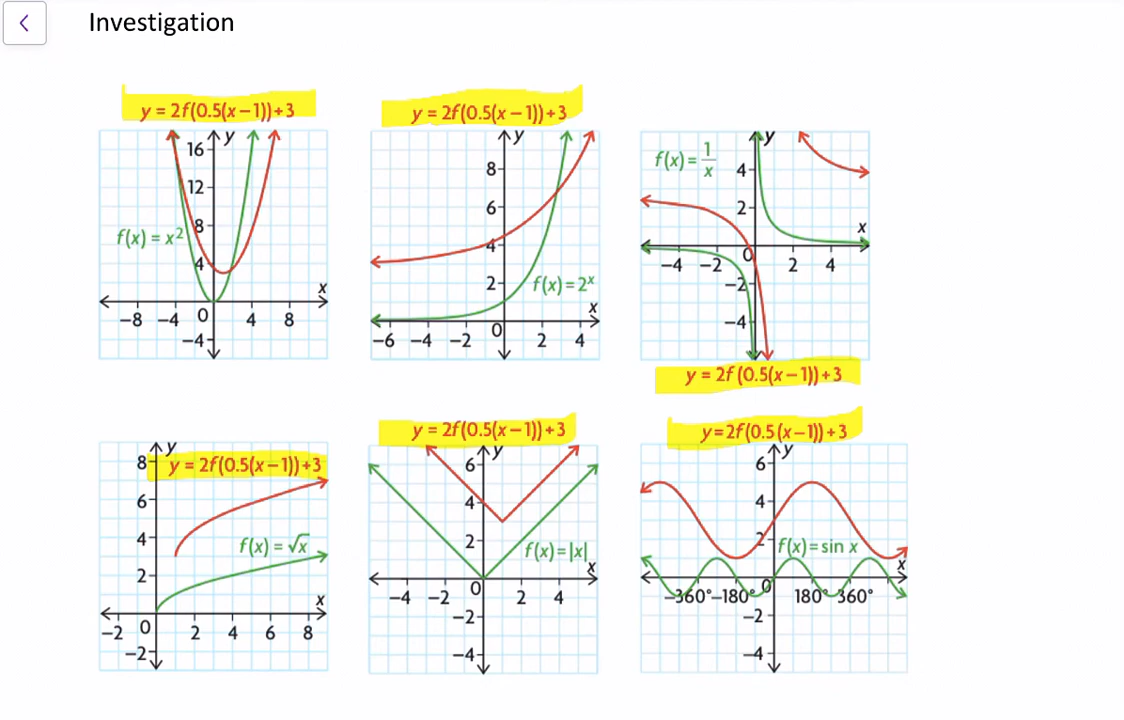 Investigation
y = 2f(0.5(x – 1)) + 3
y
16
12
8
4
f(x) = x²
x
–8 –4 0 4 8
–4
y = 2f(0.5(x – 1)) + 3
y
8
6
4
2
f(x) = 2ˣ
x
–6 –4 –2 0 2 4
y
f(x) = 1/x
4
2
x
–4 –2 0 2 4
–2
–4
y = 2f (0.5(x – 1)) + 3
y
8
y = 2f(0.5(x – 1)) + 3
6
4
f(x) = √x
2
x
–2 0 2 4 6 8
–2
y = 2f(0.5(x – 1)) + 3
y
6
4
2
f(x) = |x|
x
–4 –2 0 2 4
–2
–4
y = 2f(0.5 (x – 1)) + 3
y
6
4
2
f(x) = sin x
x
–360° –180° 0 180° 360°
–2
–4